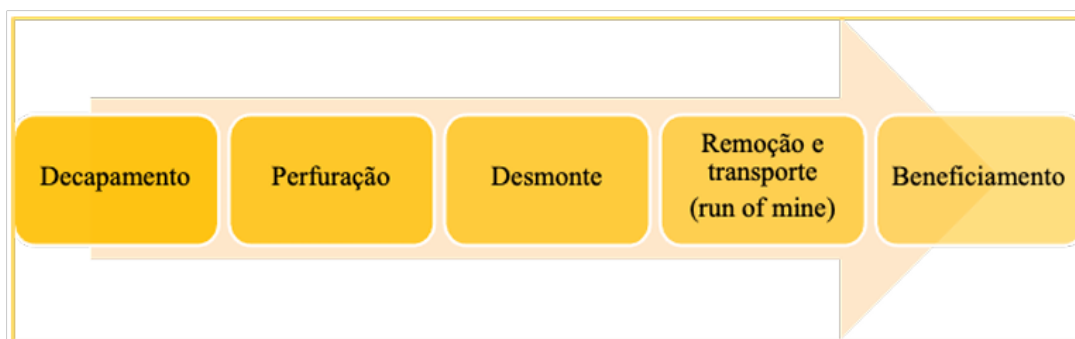 Decapamento
Perfuração
Desmonte
Remoção e
transporte
(run of mine)
Beneficiamento